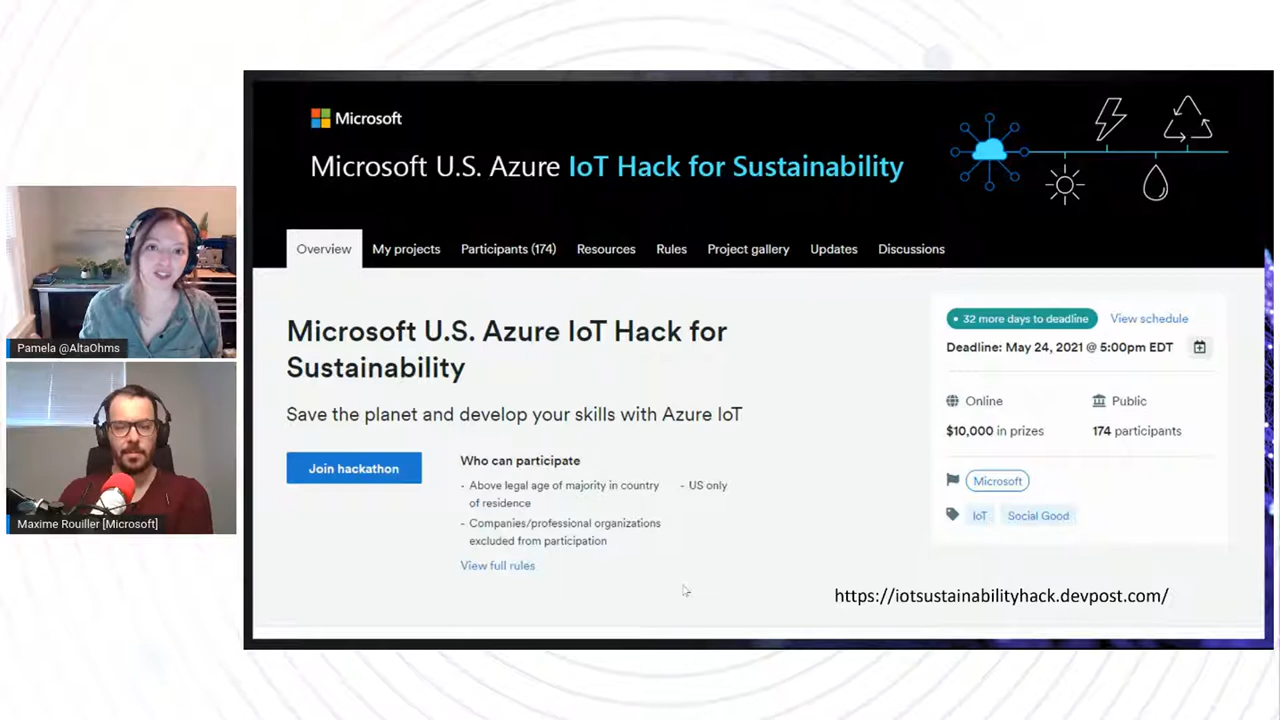 Microsoft
Microsoft U.S. Azure IoT Hack for Sustainability
Overview
My projects
Participants (174)
Resources
Rules
Project gallery
Updates
Discussions
Microsoft U.S. Azure IoT Hack for
Sustainability
Save the planet and develop your skills with Azure IoT
Join hackathon
Who can participate
- Above legal age of majority in country
of residence
- Companies/professional organizations
excluded from participation
- US only
View full rules
32 more days to deadline
View schedule
Deadline: May 24, 2021 @ 5:00pm EDT
Online
Public
$10,000 in prizes
174 participants
Microsoft
IoT
Social Good
https://iotsustainabilityhack.devpost.com/
Pamela @AltaOhms
Maxime Rouiller [Microsoft]